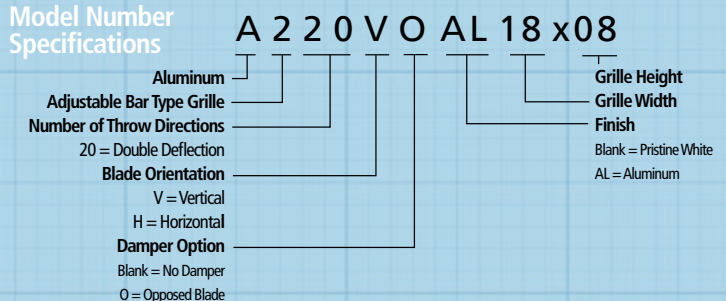 Model Number
Specifications
A 2 2 0 V O AL 18 x08
Aluminum
Adjustable Bar Type Grille
Number of Throw Directions
20 = Double Deflection
Blade Orientation
V = Vertical
H = Horizontal
Damper Option
Blank = No Damper
O = Opposed Blade
Grille Height
Grille Width
Finish
Blank = Pristine White
AL = Aluminum